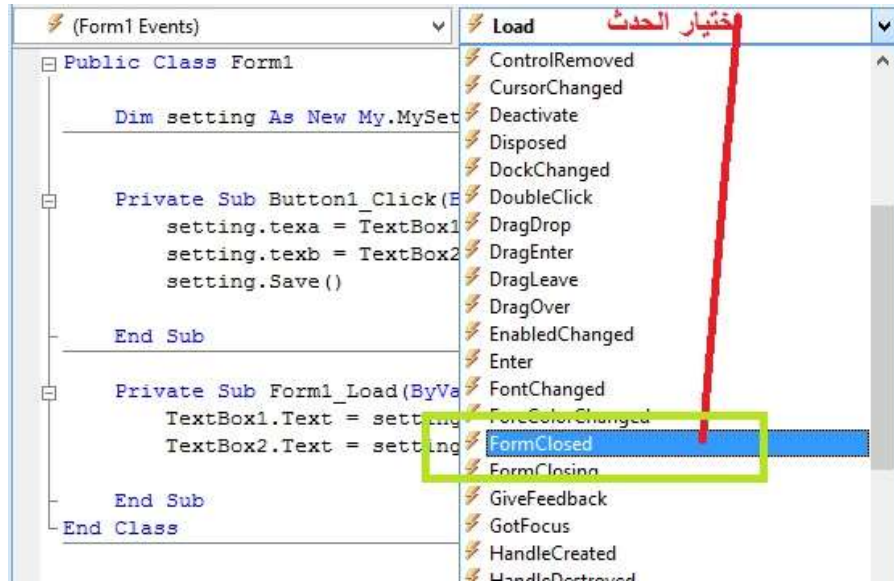 (Form1 Events)
Load
إختيار الحدث
Public Class Form1
Dim setting As New My.MySet
Private Sub Button1_Click(B
setting.texa = TextBox1
setting.texb = TextBox2
setting.Save()
End Sub
Private Sub Form1_Load(ByVa
TextBox1.Text = setting
TextBox2.Text = setting
End Sub
End Class
ControlRemoved
CursorChanged
Deactivate
Disposed
DockChanged
DoubleClick
DragDrop
DragEnter
DragLeave
DragOver
EnabledChanged
Enter
FontChanged
ForeColorChanged
FormClosed
FormClosing
GiveFeedback
GotFocus
HandleCreated
HandleDestroyed